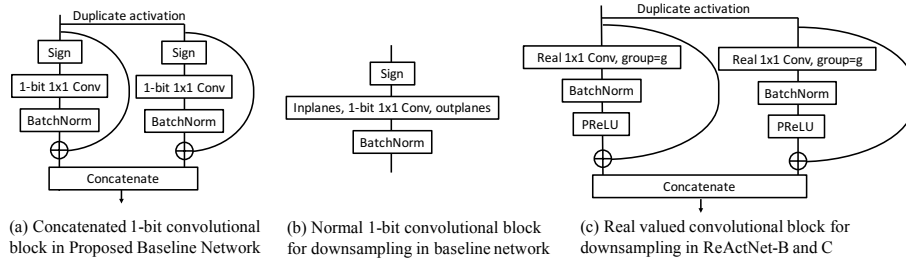 Duplicate activation
Sign
Sign
1-bit 1x1 Conv
1-bit 1x1 Conv
BatchNorm
BatchNorm
Concatenate
(a) Concatenated 1-bit convolutional
block in Proposed Baseline Network
Sign
Inplanes, 1-bit 1x1 Conv, outplanes
BatchNorm
(b) Normal 1-bit convolutional block
for downsampling in baseline network
Duplicate activation
Real 1x1 Conv, group=g
Real 1x1 Conv, group=g
BatchNorm
BatchNorm
PReLU
PReLU
Concatenate
(c) Real valued convolutional block for
downsampling in ReActNet-B and C